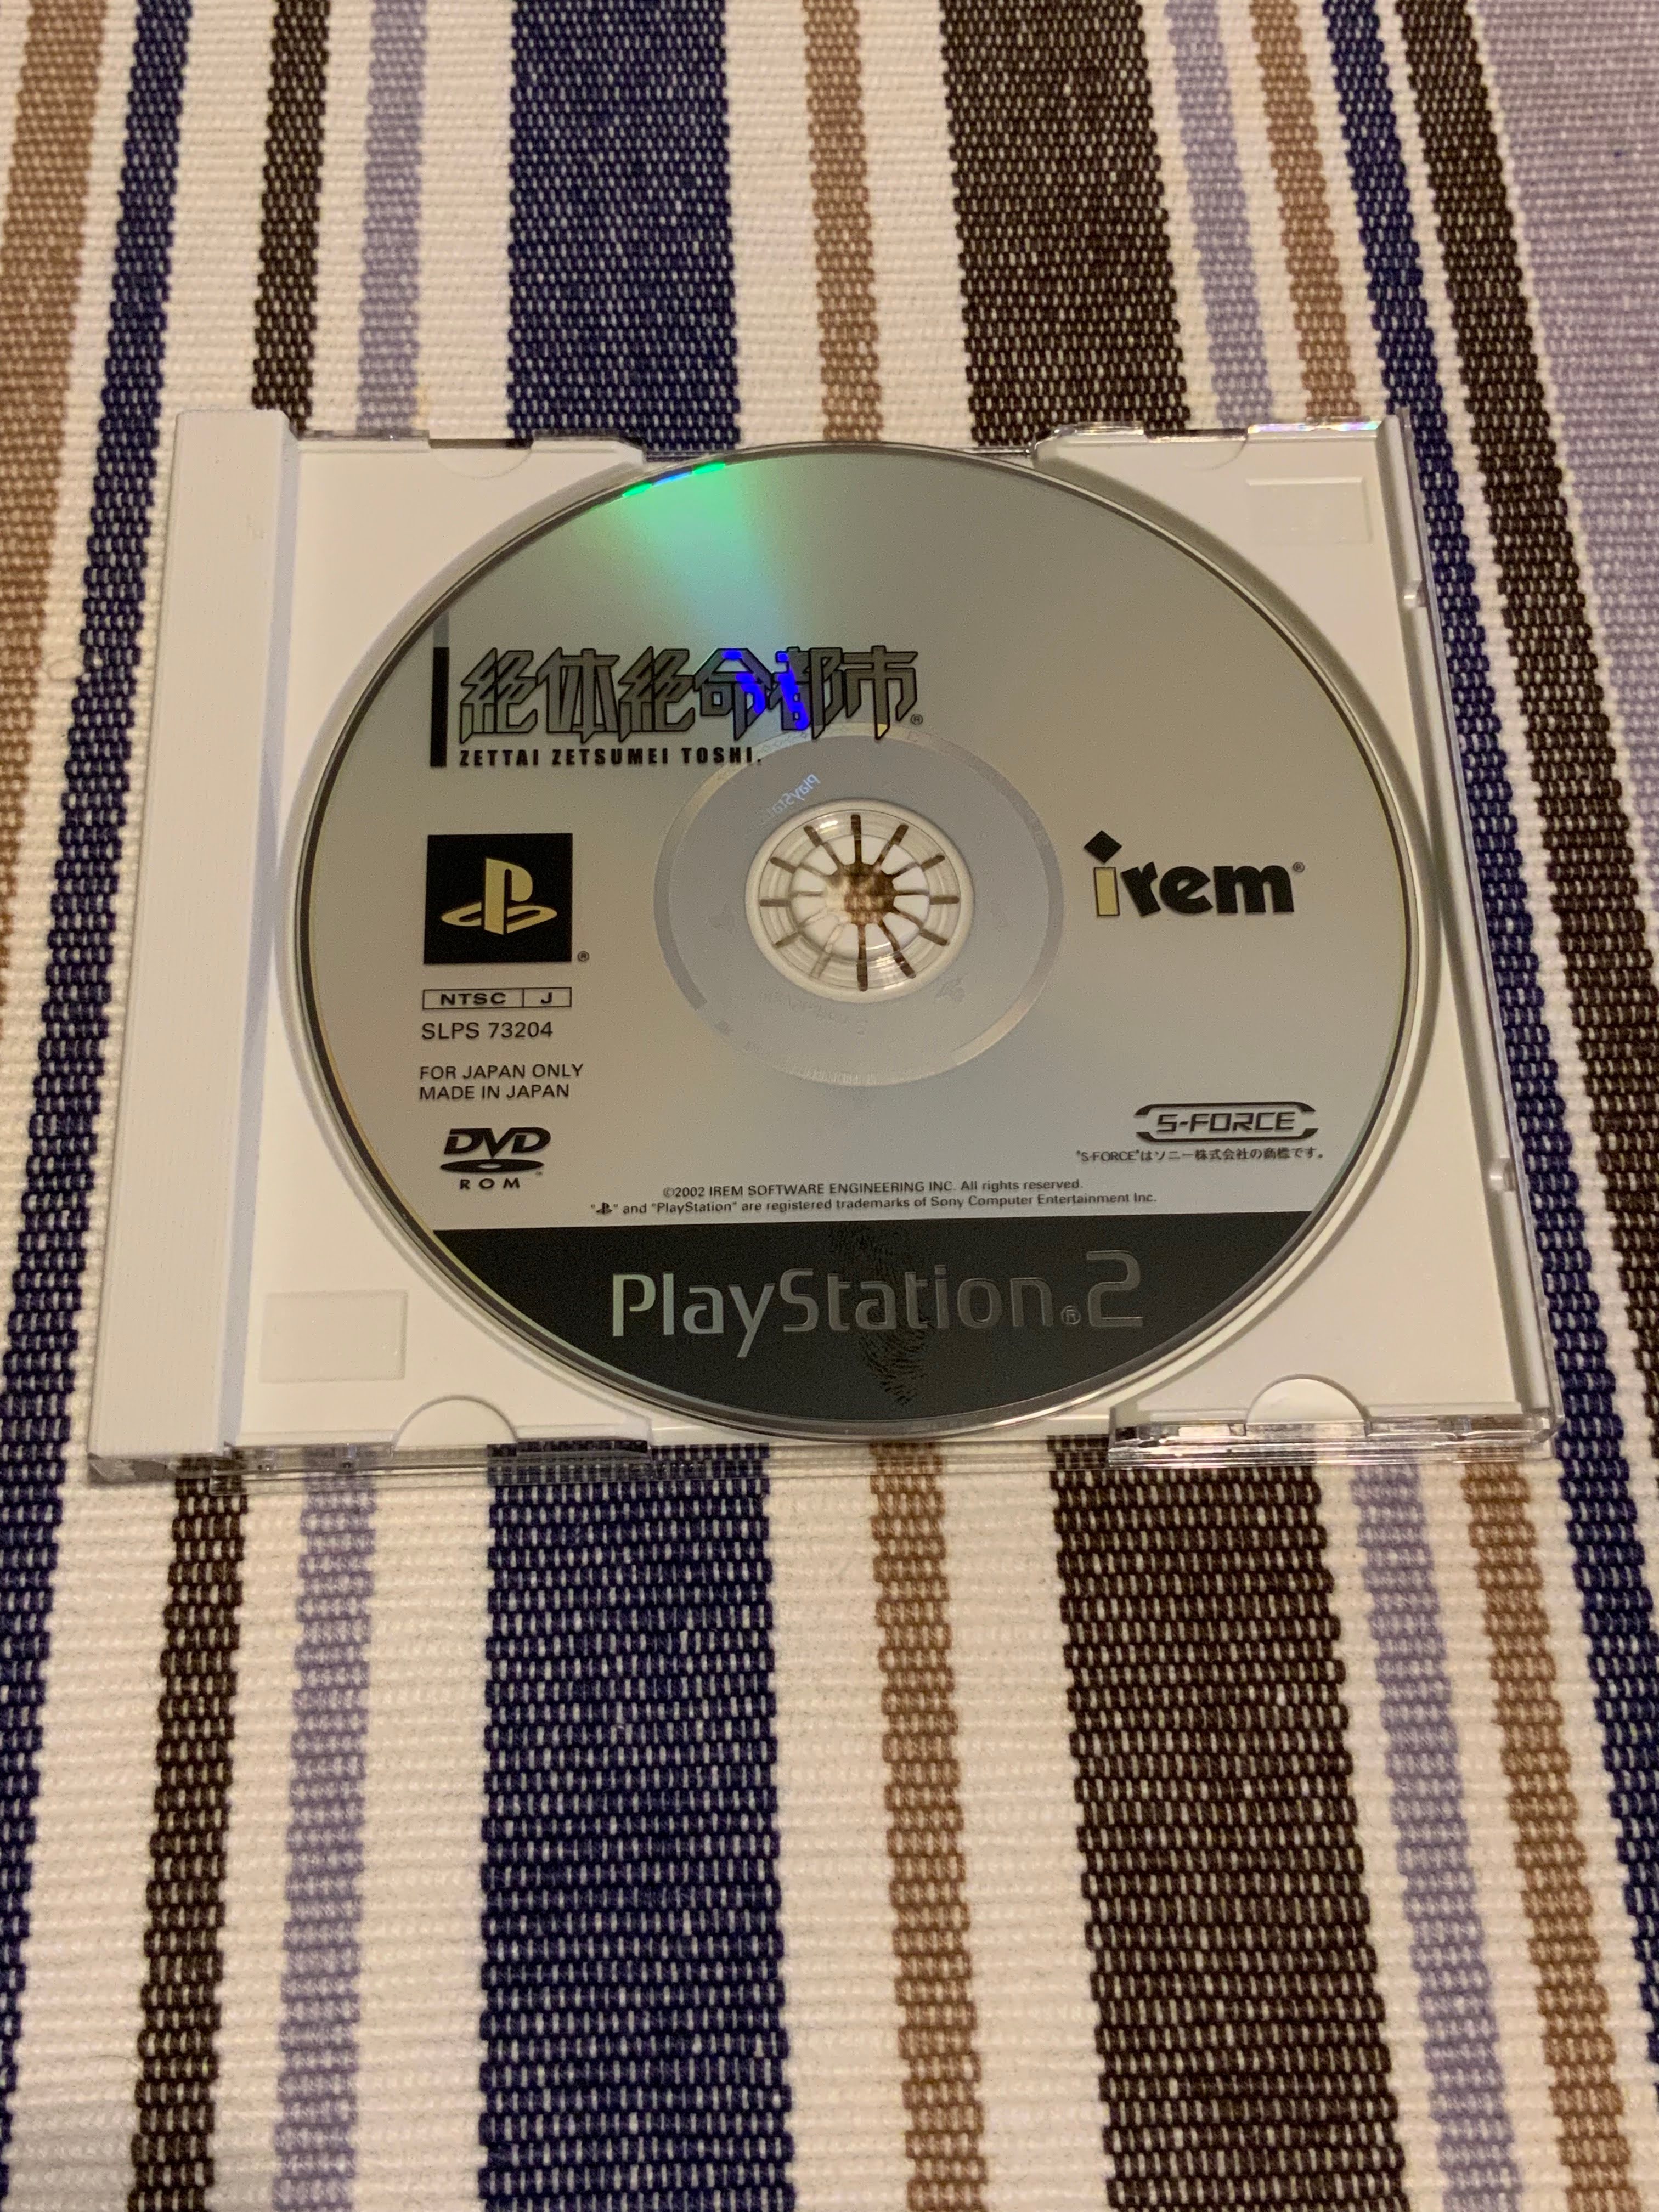 絶体絶命都市®
ZETTAI ZETSUMEI TOSHI.
irem®
®
NTSC J
SLPS 73204
FOR JAPAN ONLY
MADE IN JAPAN
DVD
ROM
S-FORCE
"S-FORCE"はソニー株式会社の商標です。
©2002 IREM SOFTWARE ENGINEERING INC. All rights reserved.
" " and "PlayStation" are registered trademarks of Sony Computer Entertainment Inc.
PlayStation®2